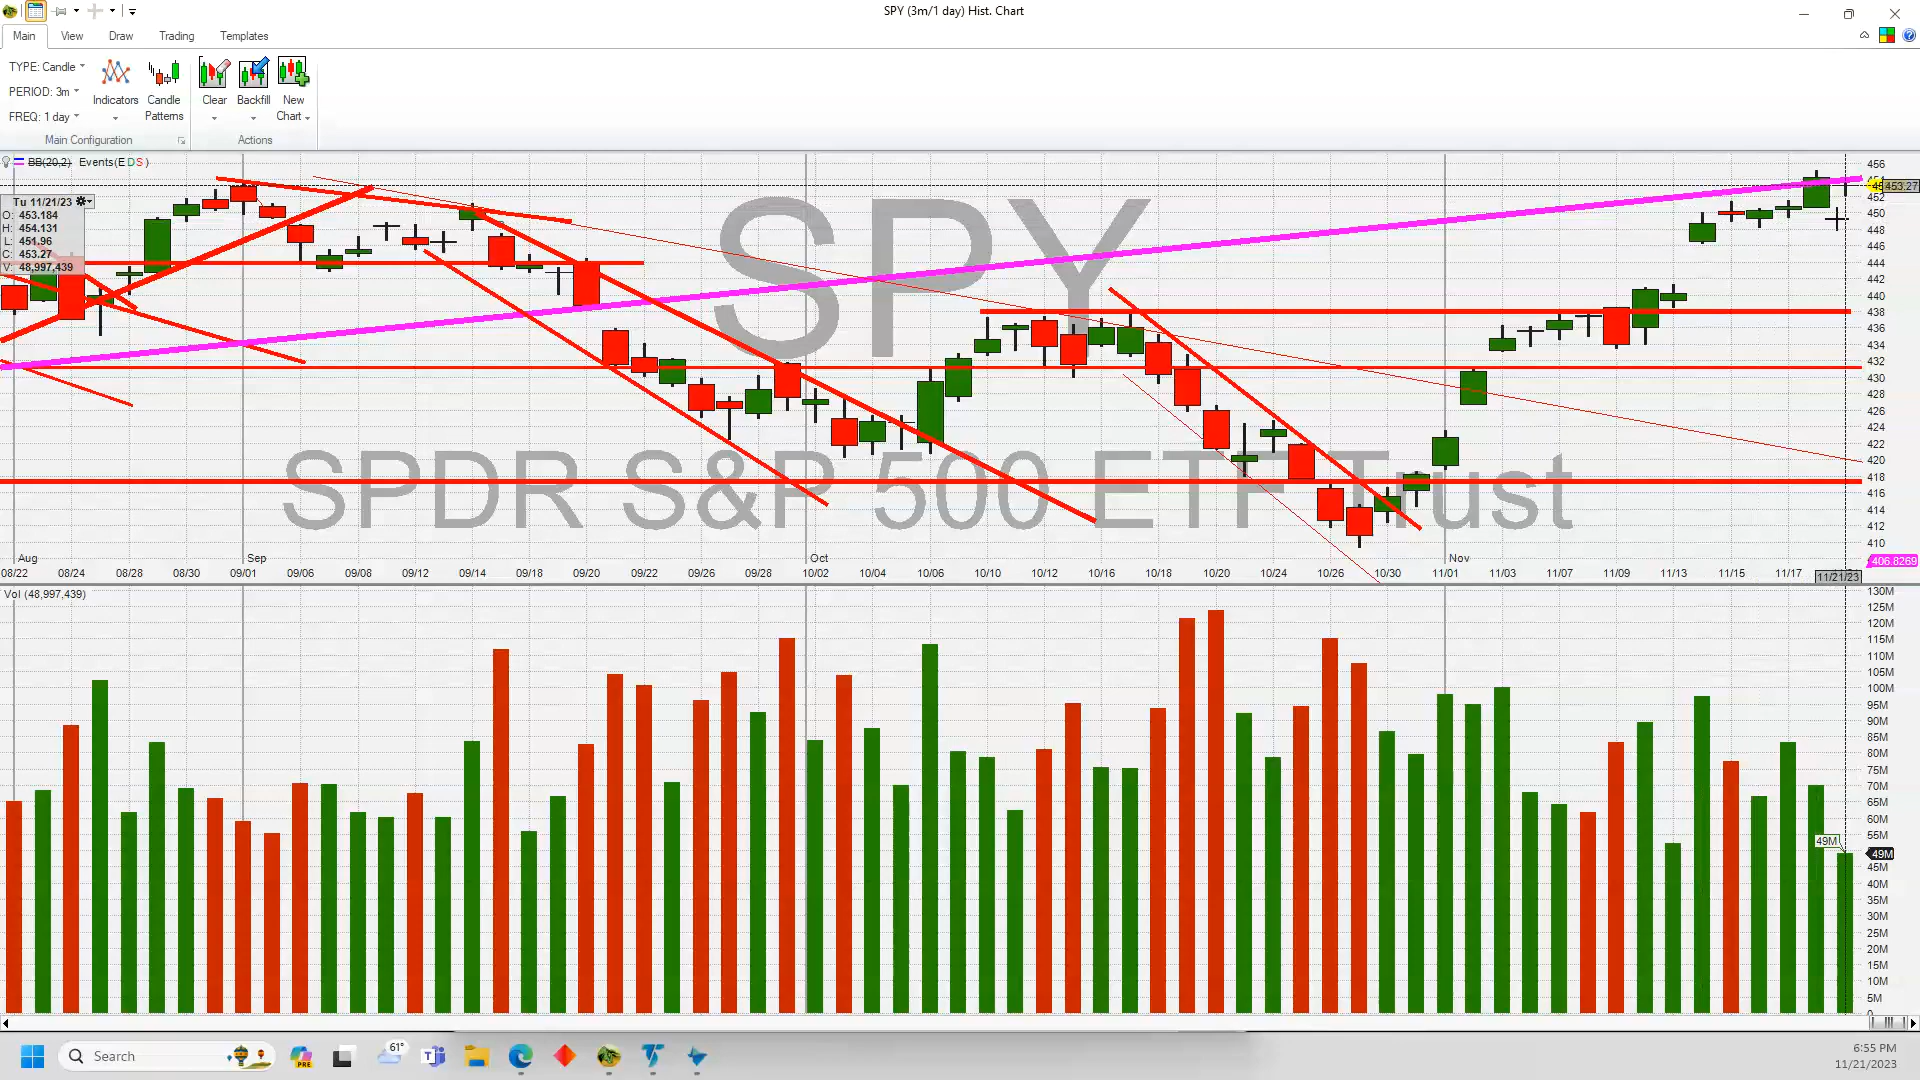 SPY (3m/1 day) Hist. Chart
Main View Draw Trading Templates
TYPE: Candle
PERIOD: 3m
FREQ: 1 day
Indicators
Candle Patterns
Clear
Backfill
New Chart
Main Configuration
Actions
BB(20,2) Events(EDS)
Tu 11/21/23
O: 453.184
H: 454.131
L: 451.96
C: 453.27
V: 48,997,439
SPY
SPDR S&P 500 ETF Trust
456
453.27
452
450
448
446
444
442
440
438
436
434
432
430
428
426
424
422
420
418
416
414
412
410
406.8269
Aug Sep Oct Nov
08/22 08/24 08/28 08/30 09/01 09/06 09/08 09/12 09/14 09/18 09/20 09/22 09/26 09/28 10/02 10/04 10/06 10/10 10/12 10/16 10/18 10/20 10/24 10/26 10/30 11/01 11/03 11/07 11/09 11/13 11/15 11/17 11/21/23
Vol (48,997,439)
130M
125M
120M
115M
110M
105M
100M
95M
90M
85M
80M
75M
70M
65M
60M
55M
49M
49M
45M
40M
35M
30M
25M
20M
15M
10M
5M
0
Search
PRE
61°
6:55 PM
11/21/2023